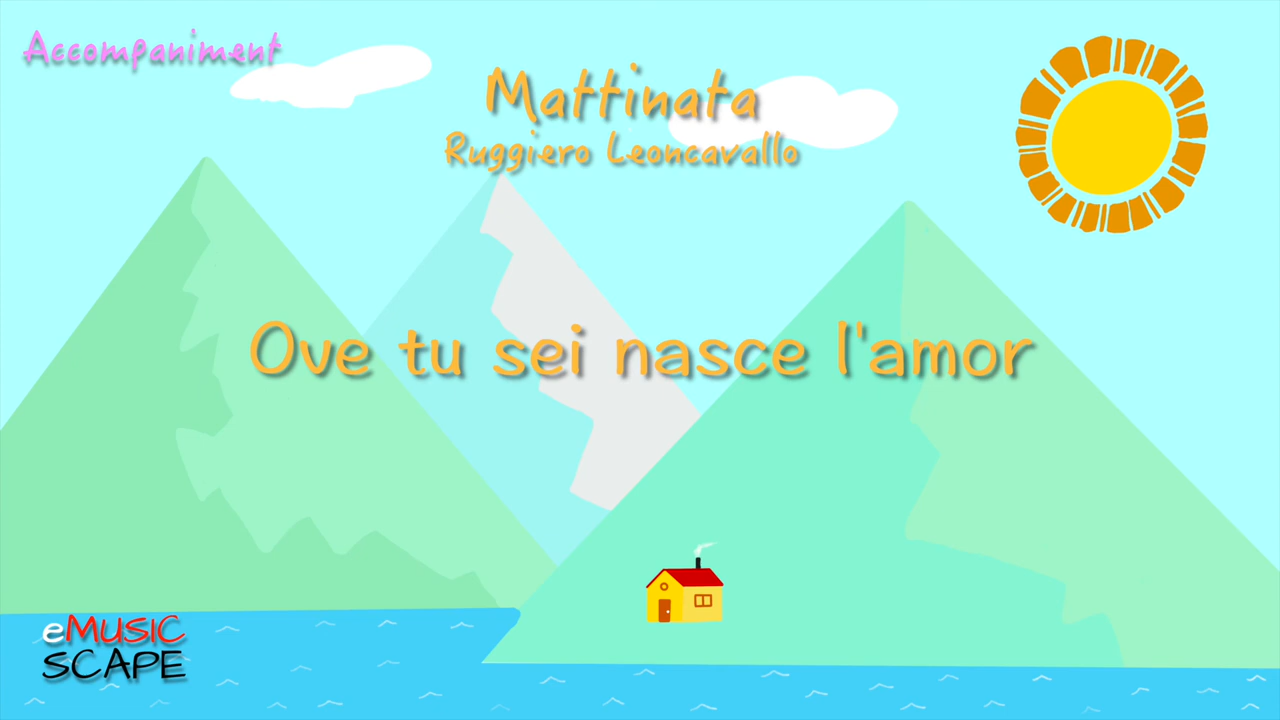 Accompaniment
Mattinata
Ruggiero Leoncavallo
Ove tu sei nasce l'amor
eMUSIC
SCAPE